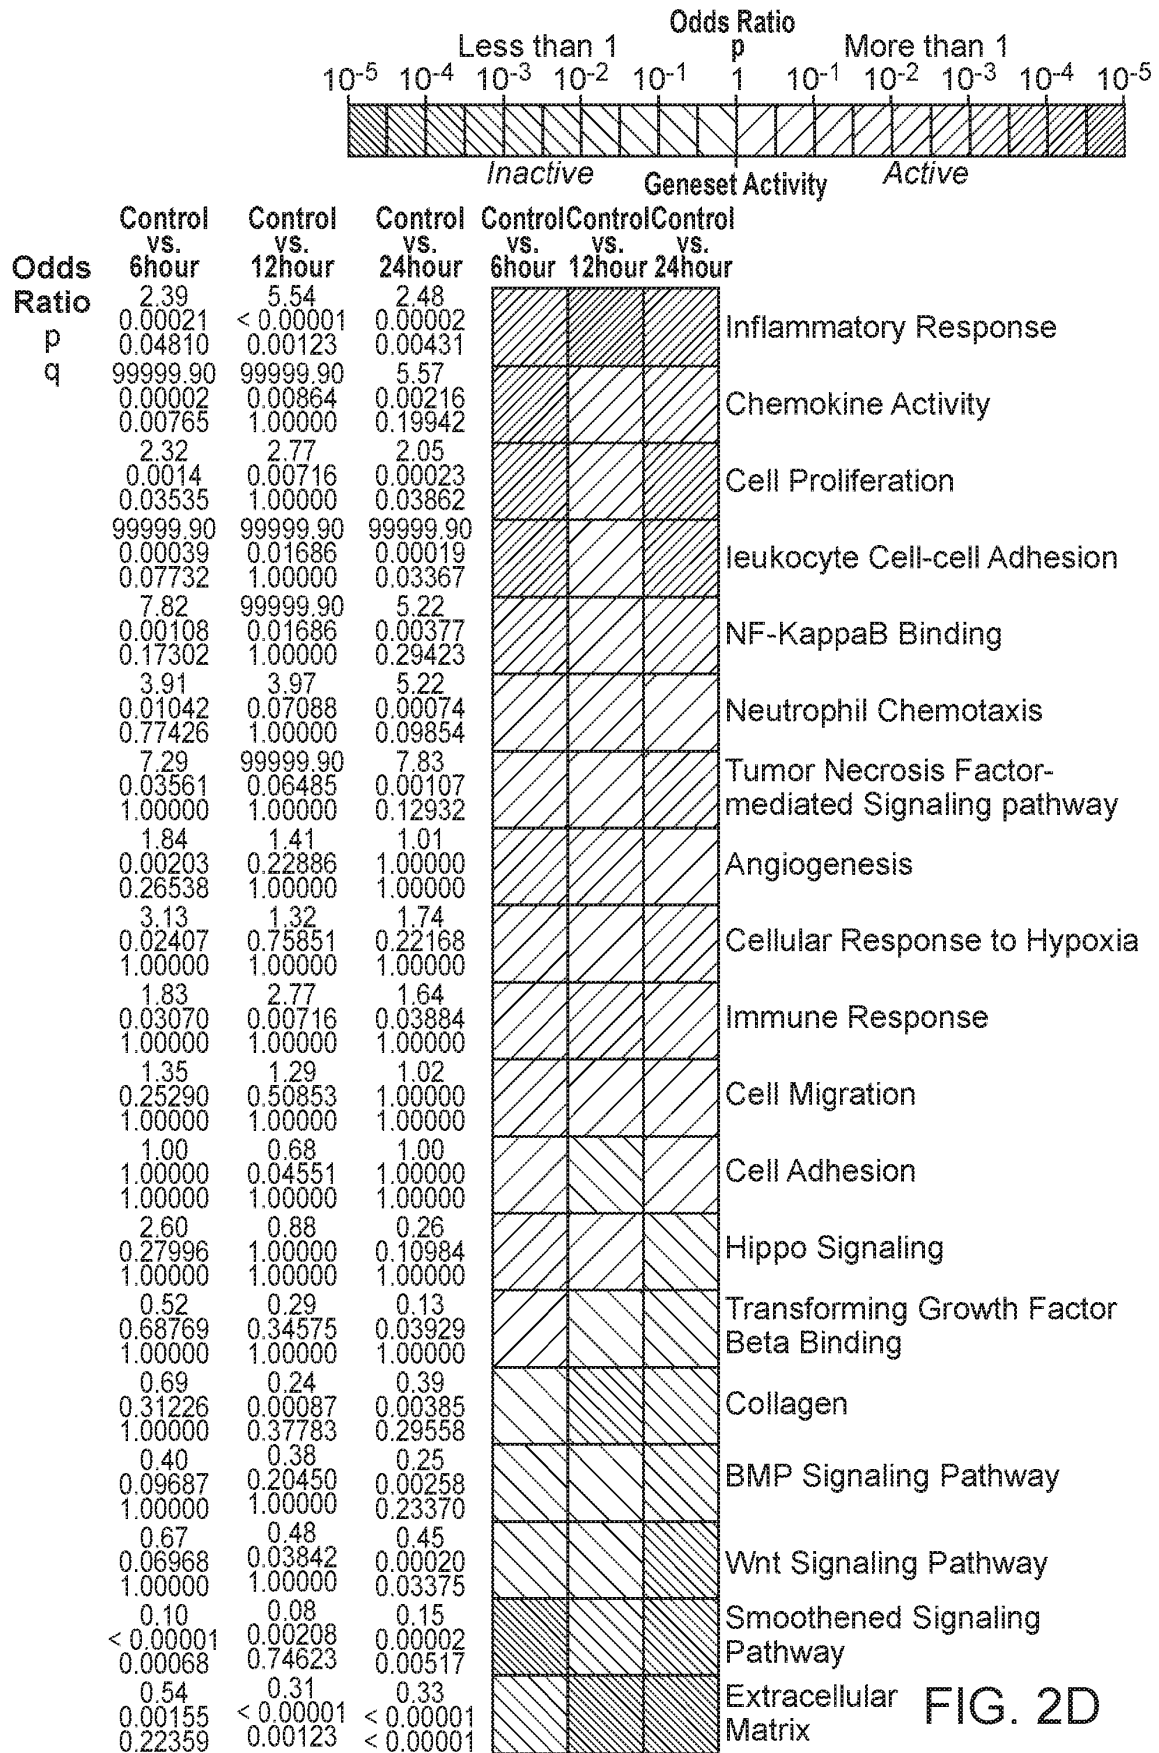 Odds Ratio
Less than 1 p More than 1
10-5 10-4 10-3 10-2 10-1 1 10-1 10-2 10-3 10-4 10-5
Inactive Geneset Activity Active
Control Control Control Control Control Control
vs. vs. vs. vs. vs. vs.
6hour 12hour 24hour 6hour 12hour 24hour
Odds
Ratio
p
q
2.39 5.54 2.48
0.00021 < 0.00001 0.00002
0.04810 0.00123 0.00431
Inflammatory Response
99999.90 99999.90 5.57
0.00002 0.00864 0.00216
0.00765 1.00000 0.19942
Chemokine Activity
2.32 2.77 2.05
0.0014 0.00716 0.00023
0.03535 1.00000 0.03862
Cell Proliferation
99999.90 99999.90 99999.90
0.00039 0.01686 0.00019
0.07732 1.00000 0.03367
leukocyte Cell-cell Adhesion
7.82 99999.90 5.22
0.00108 0.01686 0.00377
0.17302 1.00000 0.29423
NF-KappaB Binding
3.91 3.97 5.22
0.01042 0.07088 0.00074
0.77426 1.00000 0.09854
Neutrophil Chemotaxis
7.29 99999.90 7.83
0.03561 0.06485 0.00107
1.00000 1.00000 0.12932
Tumor Necrosis Factor-
mediated Signaling pathway
1.84 1.41 1.01
0.00203 0.22886 1.00000
0.26538 1.00000 1.00000
Angiogenesis
3.13 1.32 1.74
0.02407 0.75851 0.22168
1.00000 1.00000 1.00000
Cellular Response to Hypoxia
1.83 2.77 1.64
0.03070 0.00716 0.03884
1.00000 1.00000 1.00000
Immune Response
1.35 1.29 1.02
0.25290 0.50853 1.00000
1.00000 1.00000 1.00000
Cell Migration
1.00 0.68 1.00
1.00000 0.04551 1.00000
1.00000 1.00000 1.00000
Cell Adhesion
2.60 0.88 0.26
0.27996 1.00000 0.10984
1.00000 1.00000 1.00000
Hippo Signaling
0.52 0.29 0.13
0.68769 0.34575 0.03929
1.00000 1.00000 1.00000
Transforming Growth Factor
Beta Binding
0.69 0.24 0.39
0.31226 0.00087 0.00385
1.00000 0.37783 0.29558
Collagen
0.40 0.38 0.25
0.09687 0.20450 0.00258
1.00000 1.00000 0.23370
BMP Signaling Pathway
0.67 0.48 0.45
0.06968 0.03842 0.00020
1.00000 1.00000 0.03375
Wnt Signaling Pathway
0.10 0.08 0.15
< 0.00001 0.00208 0.00002
0.00068 0.74623 0.00517
Smoothened Signaling
Pathway
0.54 0.31 0.33
0.00155 < 0.00001 < 0.00001
0.22359 0.00123 < 0.00001
Extracellular
Matrix
FIG. 2D